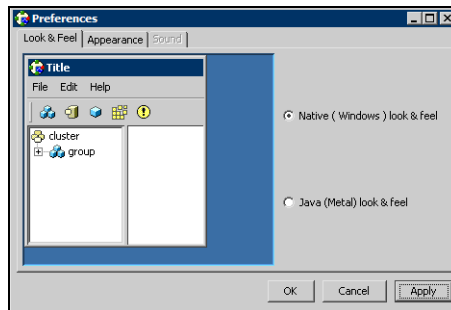 Preferences
Look & Feel Appearance Sound
Title
File Edit Help
cluster
group
Native ( Windows ) look & feel
Java (Metal) look & feel
OK Cancel Apply